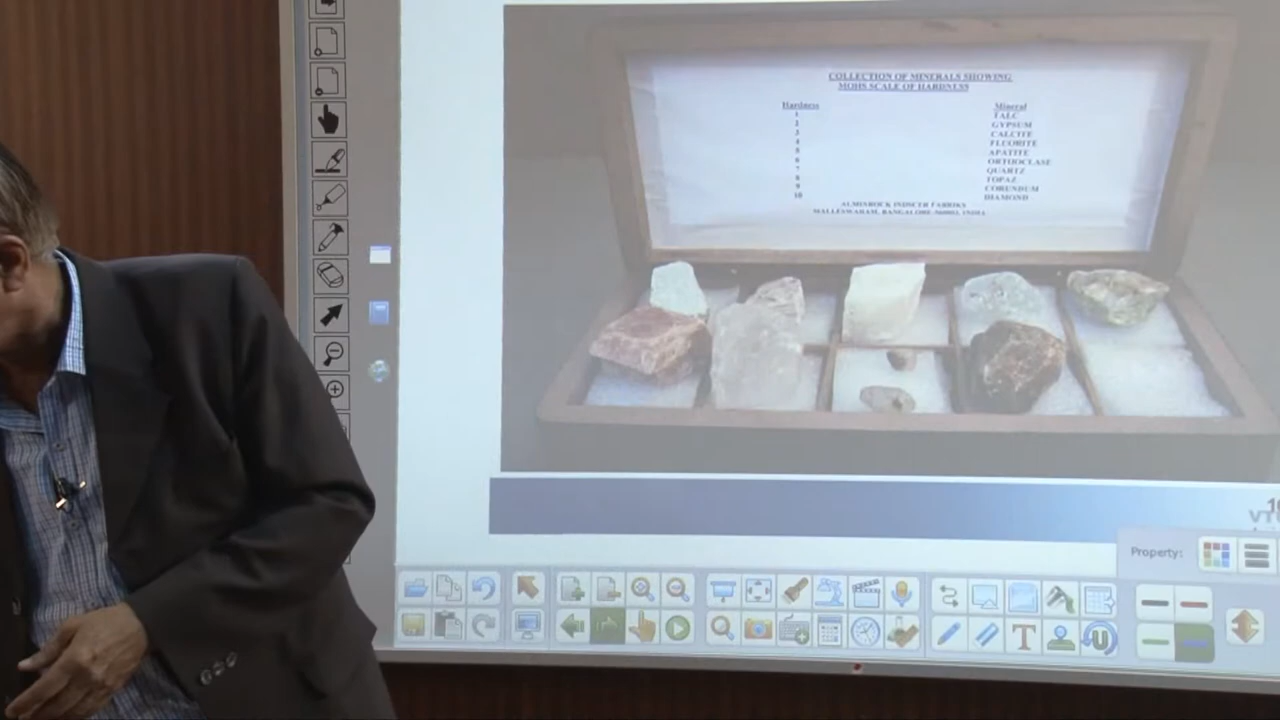 COLLECTION OF MINERALS SHOWING
MOHS SCALE OF HARDNESS
Hardness Mineral
1 TALC
2 GYPSUM
3 CALCITE
4 FLUORITE
5 APATITE
6 ORTHOCLASE
7 QUARTZ
8 TOPAZ
9 CORUNDUM
10 DIAMOND
MALLESWARAM, BANGALORE INDIA
Property: